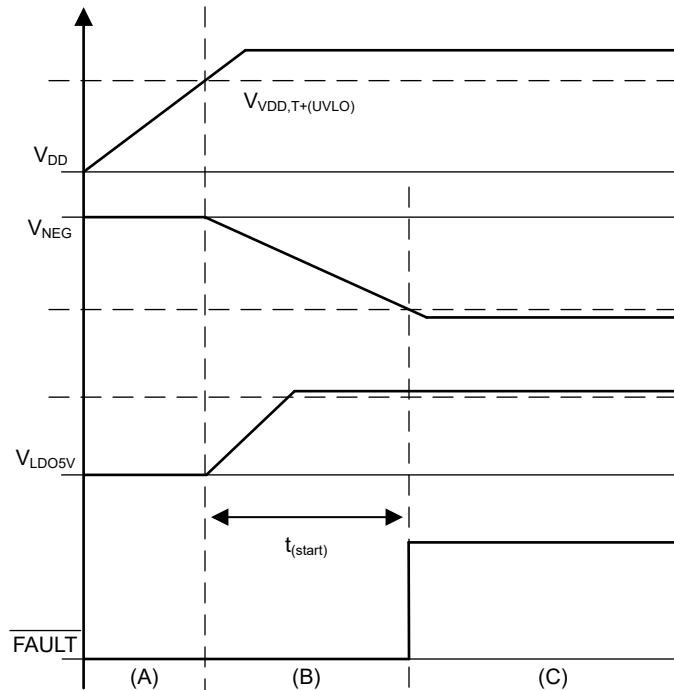 V_VDD,T+(UVLO)
V_DD
V_NEG
V_LDO5V
t_(start)
FAULT
(A) (B) (C)